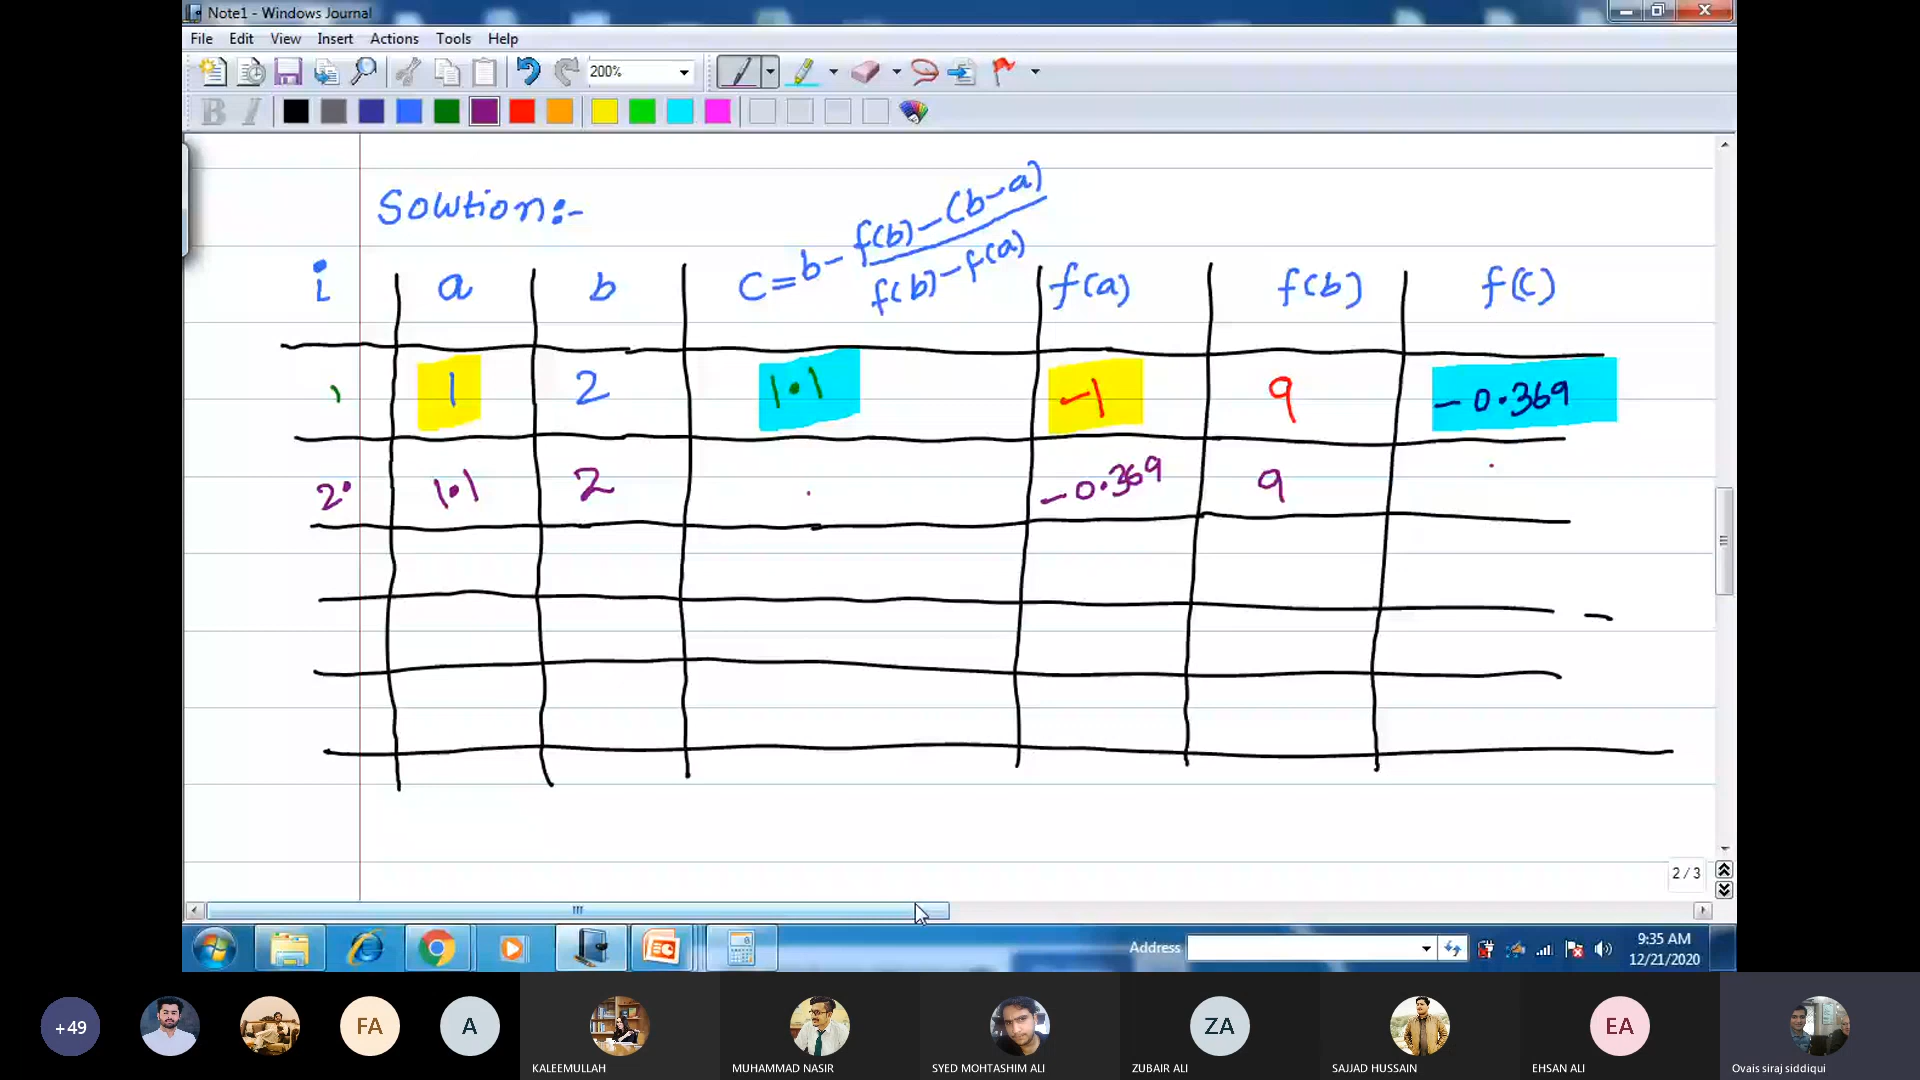 Note1 - Windows Journal
File Edit View Insert Actions Tools Help
200%
B I
Solution:-
i a b C = b - f(b) - (b-a) / f(b) - f(a) f(a) f(b) f(c)
1 1 2 1.1 -1 9 -0.369
2. 1.1 2 . -0.369 9 .
2 / 3
Address
9:35 AM
12/21/2020
+49 FA A ZA EA
KALEEMULLAH MUHAMMAD NASIR SYED MOHTASHIM ALI ZUBAIR ALI SAJJAD HUSSAIN EHSAN ALI Ovais siraj siddiqui